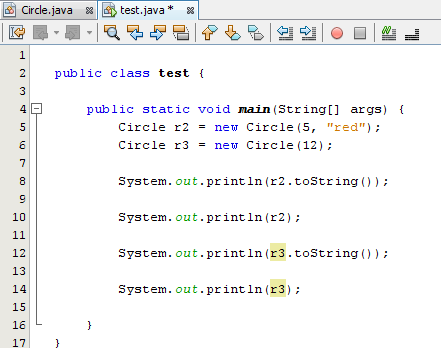 Circle.java test.java *
1
2 public class test {
3
4 public static void main(String[] args) {
5 Circle r2 = new Circle(5, "red");
6 Circle r3 = new Circle(12);
7
8 System.out.println(r2.toString());
9
10 System.out.println(r2);
11
12 System.out.println(r3.toString());
13
14 System.out.println(r3);
15
16 }
17 }